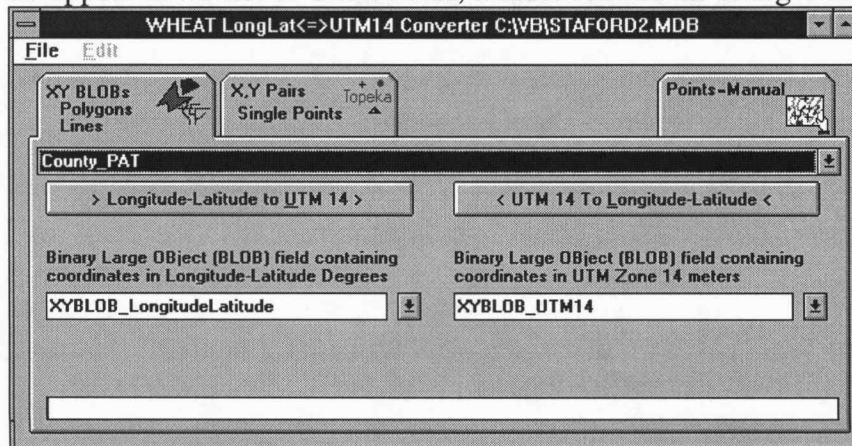 WHEAT LongLat<=>UTM14 Converter C:\VB\STAFORD2.MDB
File Edit
XY BLOBs
Polygons
Lines
X,Y Pairs
Single Points
Topeka
Points-Manual
County_PAT
> Longitude-Latitude to UTM 14 >
< UTM 14 To Longitude-Latitude <
Binary Large OBject (BLOB) field containing
coordinates in Longitude-Latitude Degrees
Binary Large OBject (BLOB) field containing
coordinates in UTM Zone 14 meters
XYBLOB_LongitudeLatitude
XYBLOB_UTM14